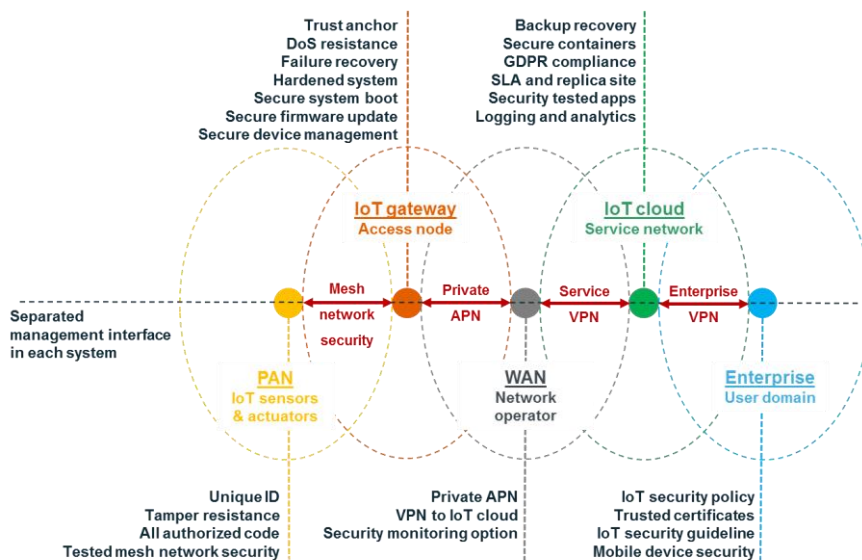 Trust anchor
DoS resistance
Failure recovery
Hardened system
Secure system boot
Secure firmware update
Secure device management
Backup recovery
Secure containers
GDPR compliance
SLA and replica site
Security tested apps
Logging and analytics
IoT gateway
Access node
IoT cloud
Service network
Mesh
network
security
Private
APN
Service
VPN
Enterprise
VPN
Separated
management interface
in each system
PAN
IoT sensors
& actuators
WAN
Network
operator
Enterprise
User domain
Unique ID
Tamper resistance
All authorized code
Tested mesh network security
Private APN
VPN to IoT cloud
Security monitoring option
IoT security policy
Trusted certificates
IoT security guideline
Mobile device security